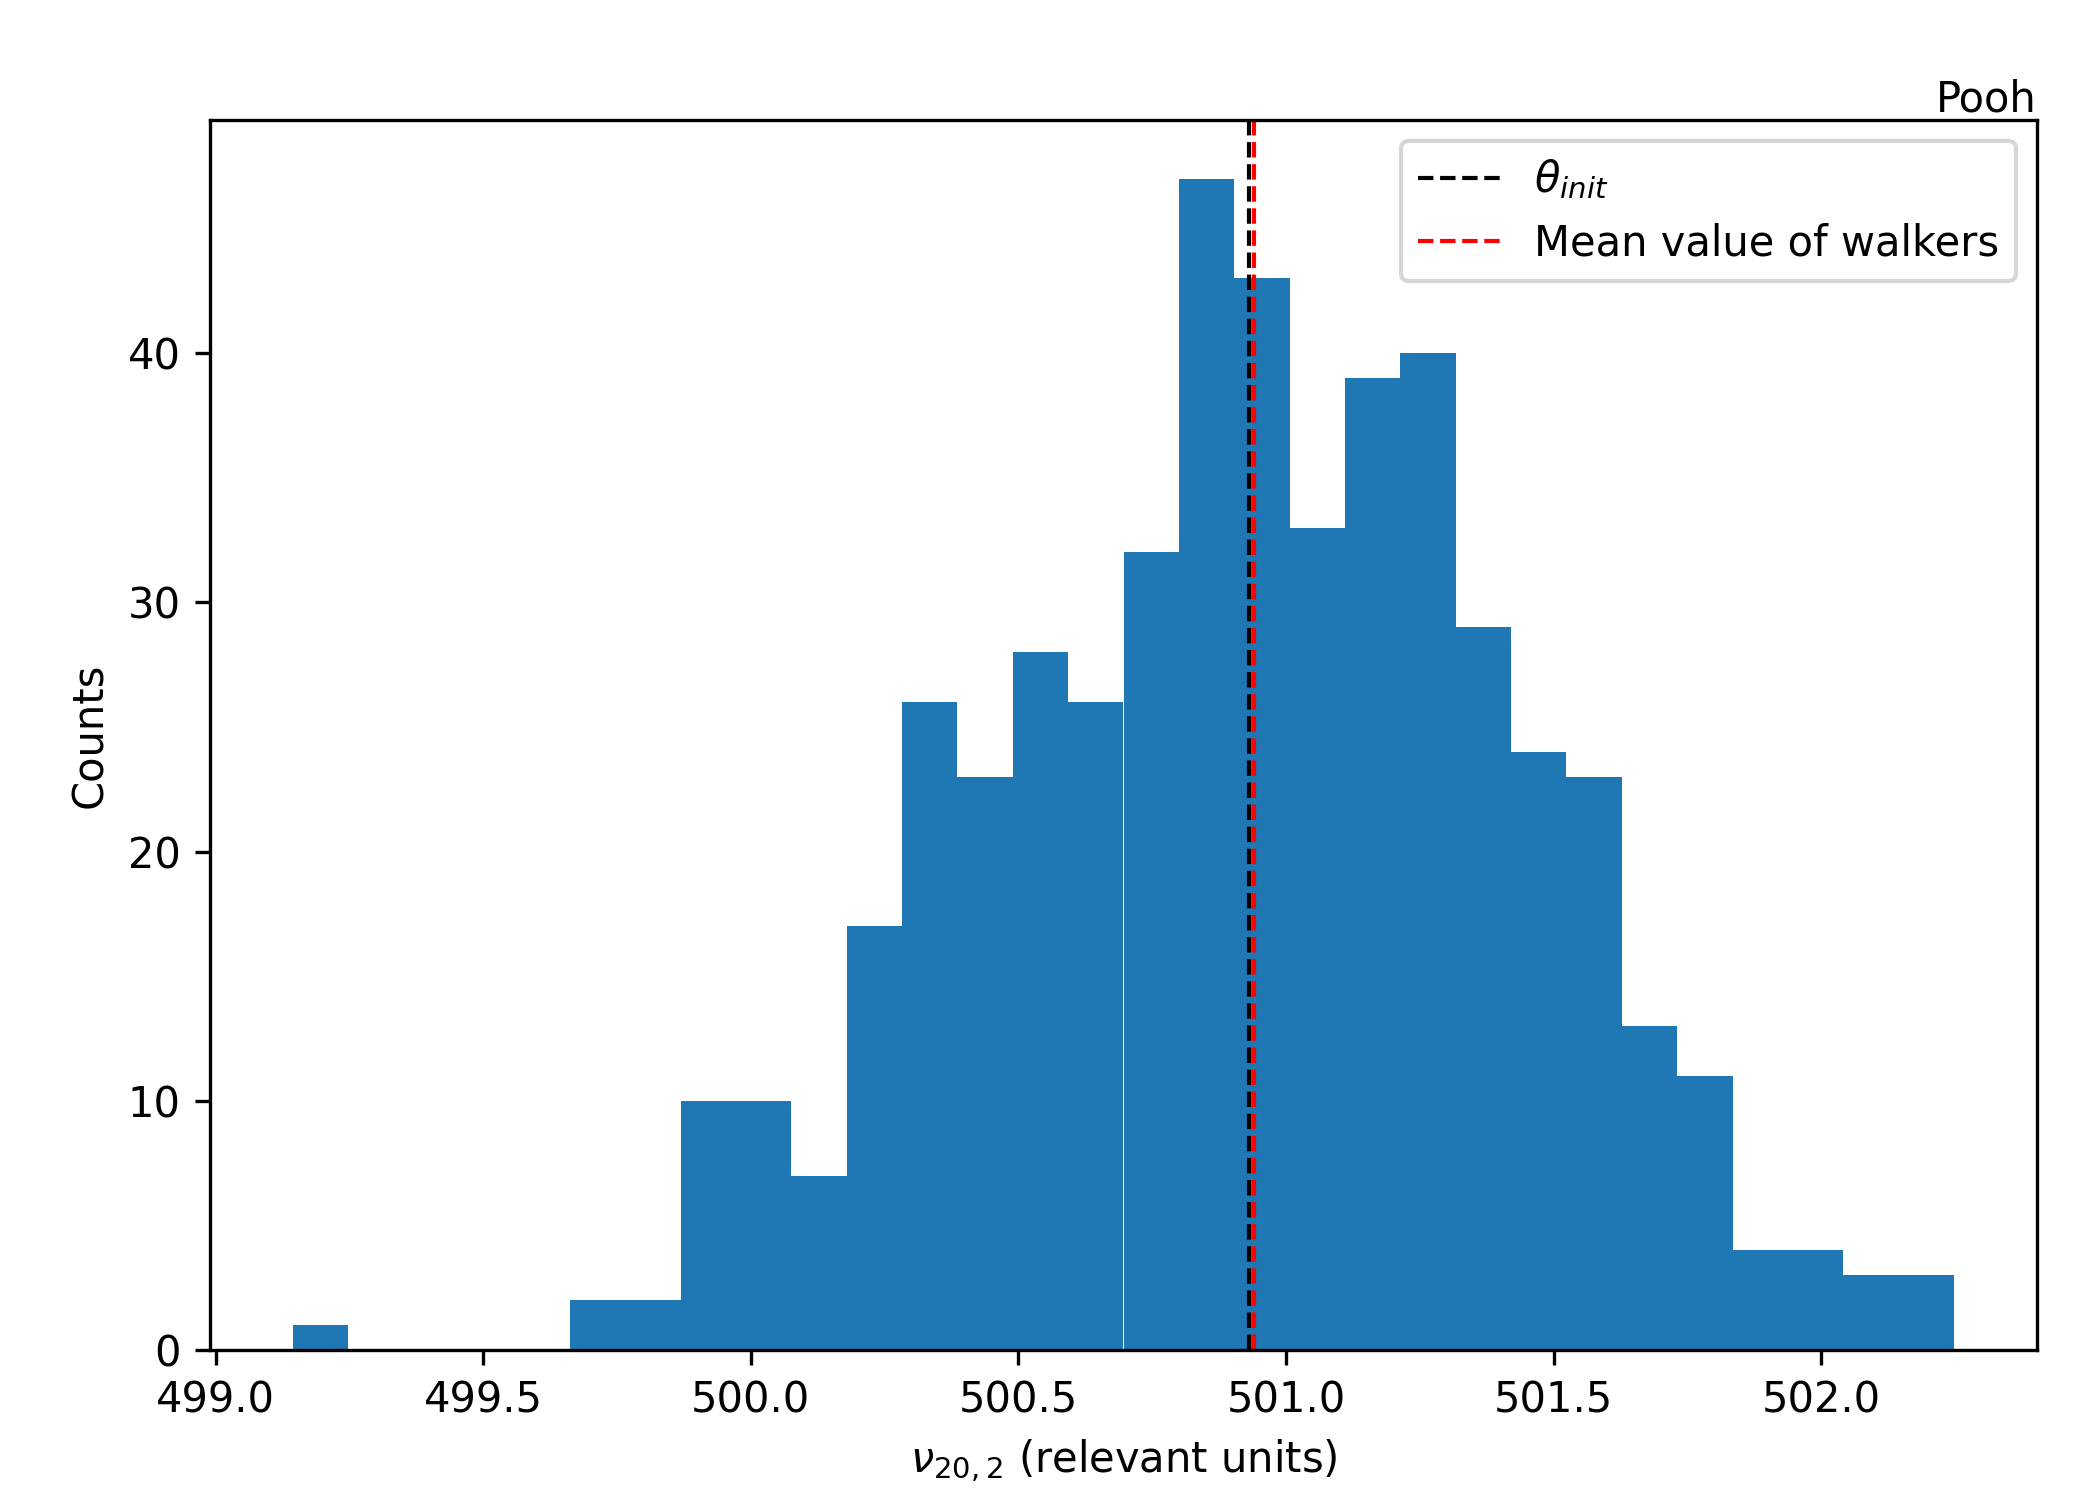 Pooh
θ_init
Mean value of walkers
Counts
40
30
20
10
0
499.0 499.5 500.0 500.5 501.0 501.5 502.0
ν_20, 2 (relevant units)